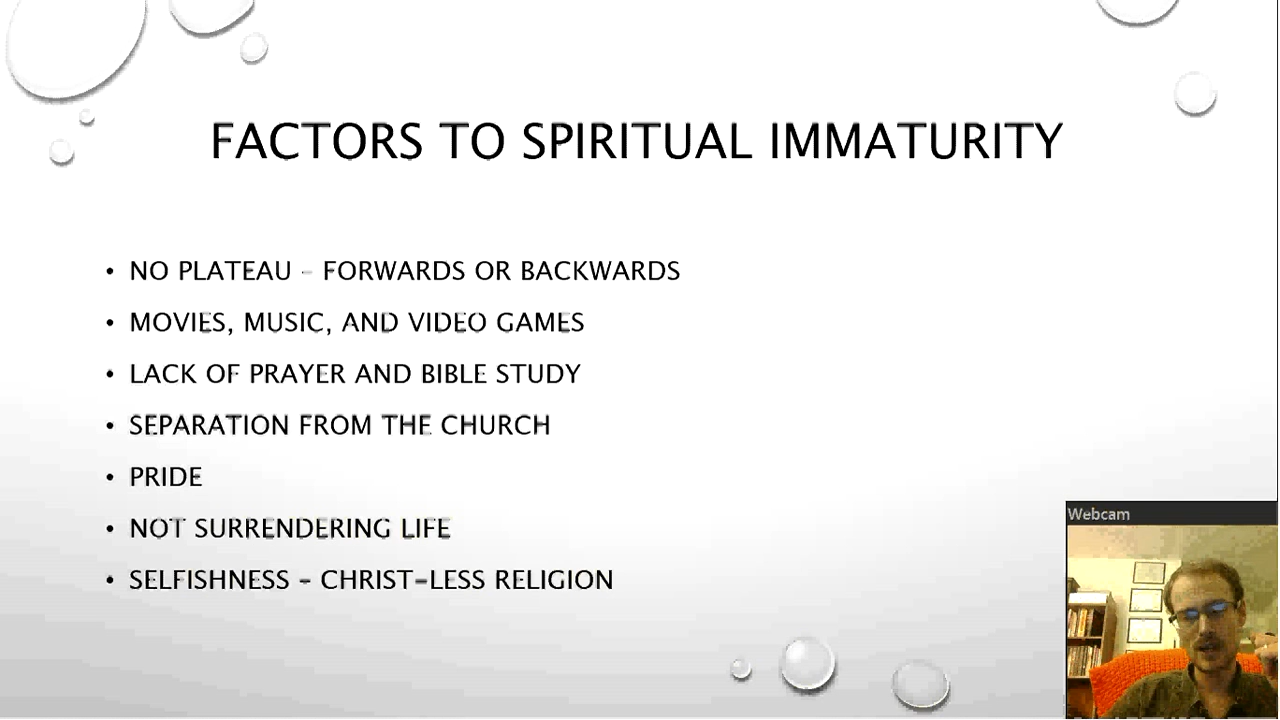 FACTORS TO SPIRITUAL IMMATURITY
• NO PLATEAU – FORWARDS OR BACKWARDS
• MOVIES, MUSIC, AND VIDEO GAMES
• LACK OF PRAYER AND BIBLE STUDY
• SEPARATION FROM THE CHURCH
• PRIDE
• NOT SURRENDERING LIFE
• SELFISHNESS – CHRIST-LESS RELIGION
Webcam